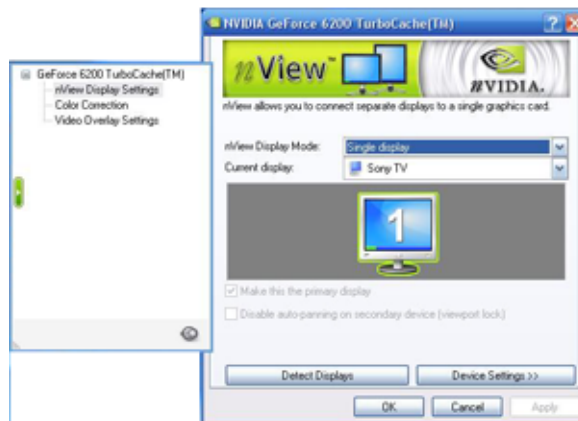 NVIDIA GeForce 6200 TurboCache(TM)
nView™
nVIDIA.
GeForce 6200 TurboCache(TM)
nView Display Settings
Color Correction
Video Overlay Settings
nView allows you to connect separate displays to a single graphics card.
nView Display Mode: Single display
Current display: Sony TV
1
Make this the primary display
Disable auto-panning on secondary device (viewport lock)
Detect Displays Device Settings >>
OK Cancel Apply